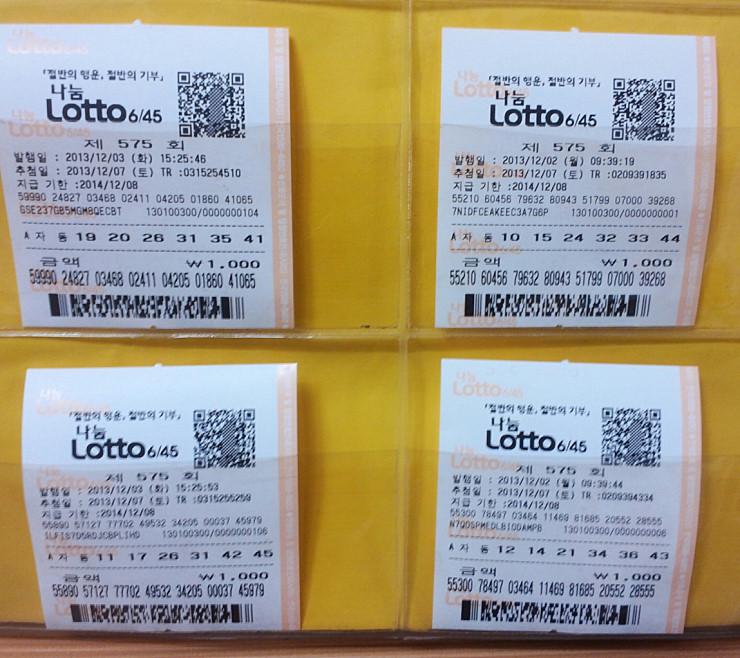 「절반의 행운, 절반의 기부」
나눔
Lotto 6/45
제 575 회
발행일 : 2013/12/03 (화) 15:25:46
추첨일 : 2013/12/07 (토) TR :0315254510
지급 기한 :2014/12/08
59990 24827 03468 02411 04205 01860 41065
GSE237GB5MGM8QECBT 130100300/0000000104
A 자 동 19 20 26 31 35 41
금액 ₩1,000
59990 24827 03468 02411 04205 01860 41065
「절반의 행운, 절반의 기부」
나눔
Lotto 6/45
제 575 회
발행일 : 2013/12/02 (월) 09:39:19
추첨일 : 2013/12/07 (토) TR :0209391835
지급 기한 :2014/12/08
55210 60456 79632 80943 51799 07000 39268
7NIDFCEAKEEC3A7G6P 130100300/0000000001
A 자 동 10 15 24 32 33 44
금액 ₩1,000
55210 60456 79632 80943 51799 07000 39268
「절반의 행운, 절반의 기부」
나눔
Lotto 6/45
제 575 회
발행일 : 2013/12/03 (화) 15:25:53
추첨일 : 2013/12/07 (토) TR :0315255259
지급 기한 :2014/12/08
55890 57127 77702 49532 34205 00037 45979
130100300/0000000106
A 자 동 11 17 26 31 42 45
금액 ₩1,000
55890 57127 77702 49532 34205 00037 45979
「절반의 행운, 절반의 기부」
나눔
Lotto 6/45
제 575 회
발행일 : 2013/12/02 (월) 09:39:44
추첨일 : 2013/12/07 (토) TR :0209394334
지급 기한 :2014/12/08
55300 78497 03464 11469 81685 20552 28555
130100300/0000000006
A 자 동 12 14 21 34 36 43
금액 ₩1,000
55300 78497 03464 11469 81685 20552 28555